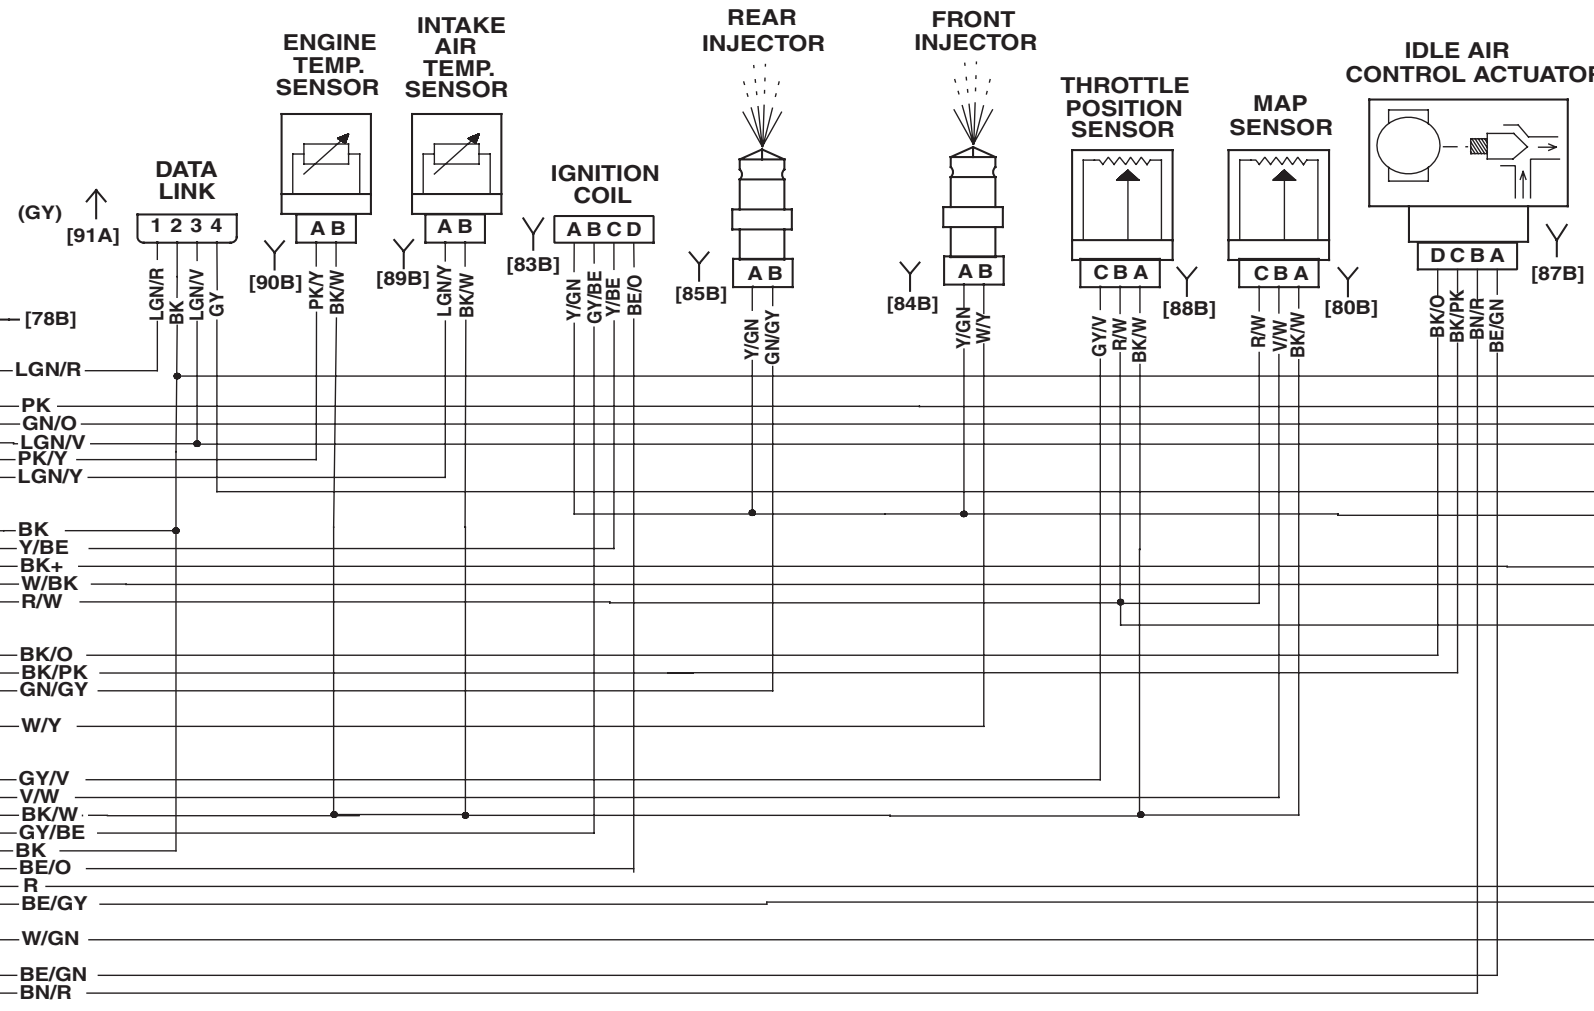 ENGINE
TEMP.
SENSOR
INTAKE
AIR
TEMP.
SENSOR
REAR
INJECTOR
FRONT
INJECTOR
THROTTLE
POSITION
SENSOR
MAP
SENSOR
IDLE AIR
CONTROL ACTUATOR
DATA
LINK
IGNITION
COIL
(GY)
[91A]
1 2 3 4
A B
[90B]
A B
[89B]
[83B]
A B C D
[85B]
A B
[84B]
A B
C B A
[88B]
C B A
[80B]
D C B A
[87B]
LGN/R
BK
LGN/V
GY
PK/Y
BK/W
LGN/Y
BK/W
Y/GN
GY/BE
Y/BE
BE/O
Y/GN
GN/GY
Y/GN
W/Y
GY/V
R/W
BK/W
R/W
V/W
BK/W
BK/O
BK/PK
BN/R
BE/GN
[78B]
LGN/R
PK
GN/O
LGN/V
PK/Y
LGN/Y
BK
Y/BE
BK+
W/BK
R/W
BK/O
BK/PK
GN/GY
W/Y
GY/V
V/W
BK/W
GY/BE
BK
BE/O
R
BE/GY
W/GN
BE/GN
BN/R